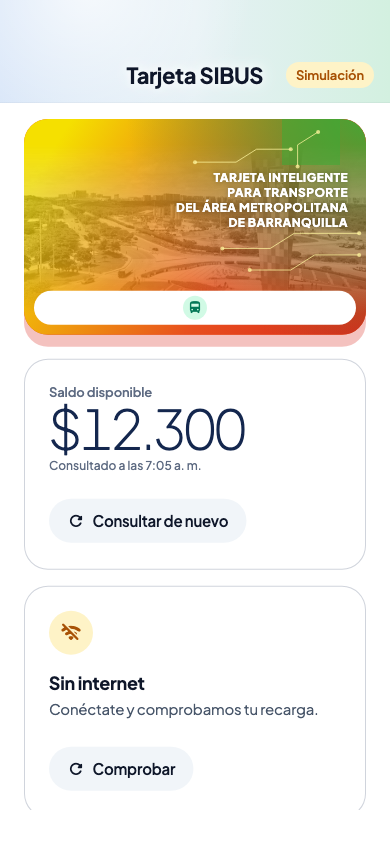 Tarjeta SIBUS
Simulación
TARJETA INTELIGENTE
PARA TRANSPORTE
DEL ÁREA METROPOLITANA
DE BARRANQUILLA
Saldo disponible
$12.300
Consultado a las 7:05 a. m.
Consultar de nuevo
Sin internet
Conéctate y comprobamos tu recarga.
Comprobar